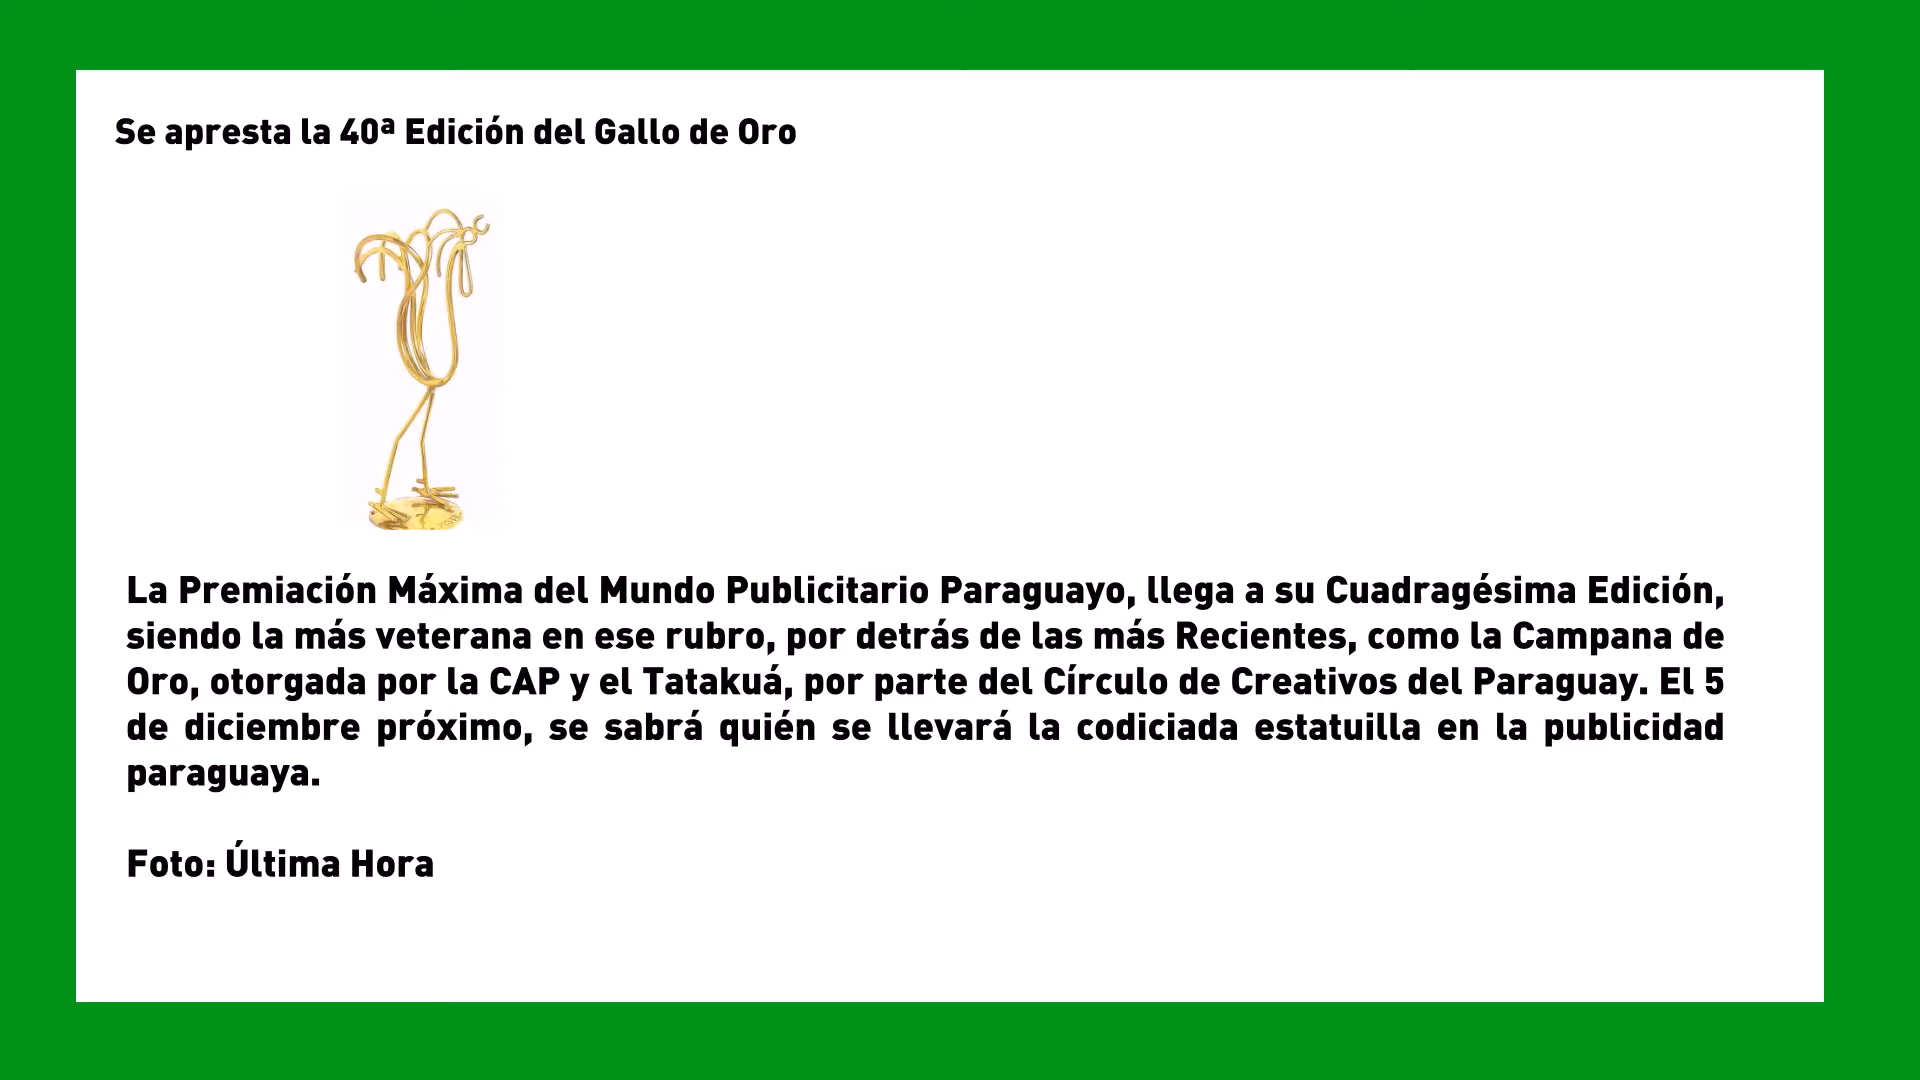 Se apresta la 40ª Edición del Gallo de Oro
La Premiación Máxima del Mundo Publicitario Paraguayo, llega a su Cuadragésima Edición,
siendo la más veterana en ese rubro, por detrás de las más Recientes, como la Campana de
Oro, otorgada por la CAP y el Tatakuá, por parte del Círculo de Creativos del Paraguay. El 5
de diciembre próximo, se sabrá quién se llevará la codiciada estatuilla en la publicidad
paraguaya.
Foto: Última Hora